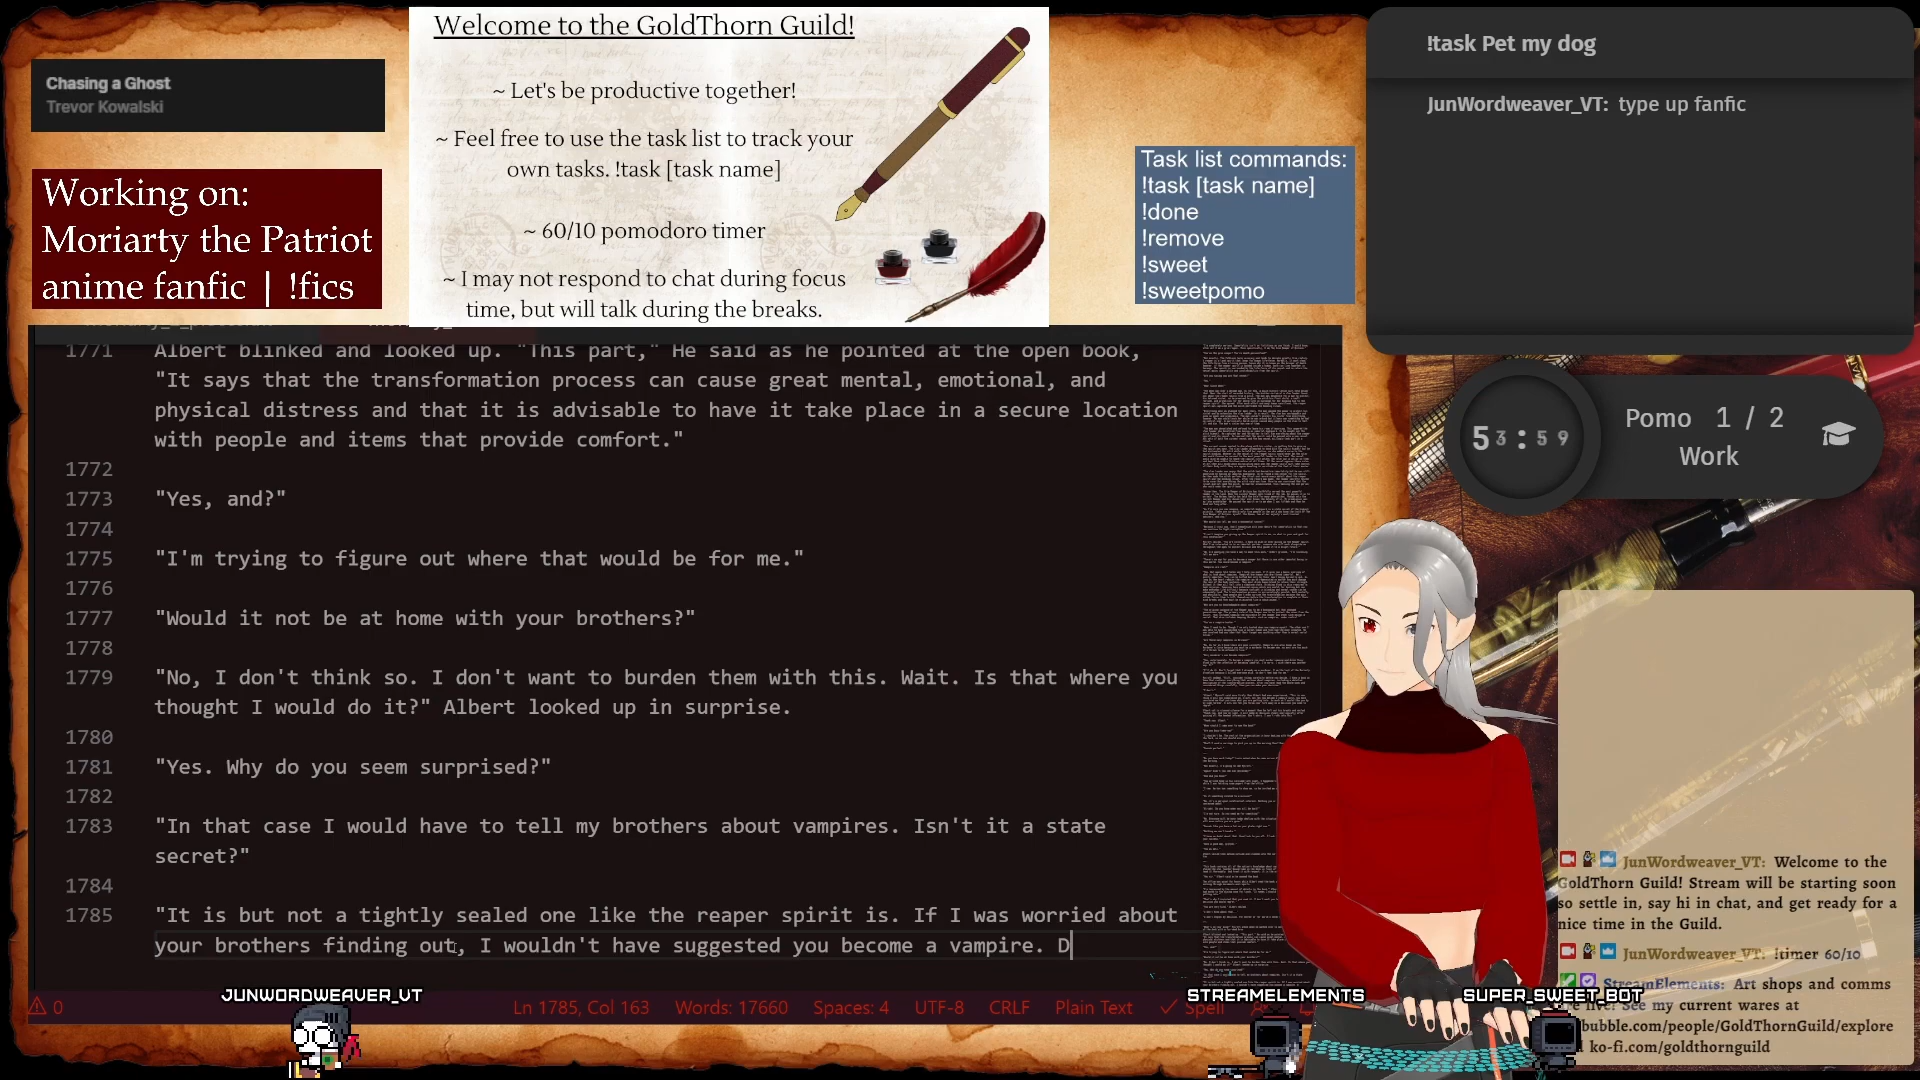 Chasing a Ghost
Trevor Kowalski
Working on:
Moriarty the Patriot
anime fanfic | !fics
Welcome to the GoldThorn Guild!
~ Let's be productive together!
~ Feel free to use the task list to track your
own tasks. !task [task name]
~ 60/10 pomodoro timer
~ I may not respond to chat during focus
time, but will talk during the breaks.
Task list commands:
!task [task name]
!done
!remove
!sweet
!sweetpomo
!task Pet my dog
JunWordweaver_VT: type up fanfic
53:59
Pomo 1 / 2
Work
1771 Albert blinked and looked up. "This part," He said as he pointed at the open book,
"It says that the transformation process can cause great mental, emotional, and
physical distress and that it is advisable to have it take place in a secure location
with people and items that provide comfort."
1772
1773 "Yes, and?"
1774
1775 "I'm trying to figure out where that would be for me."
1776
1777 "Would it not be at home with your brothers?"
1778
1779 "No, I don't think so. I don't want to burden them with this. Wait. Is that where you
thought I would do it?" Albert looked up in surprise.
1780
1781 "Yes. Why do you seem surprised?"
1782
1783 "In that case I would have to tell my brothers about vampires. Isn't it a state
secret?"
1784
1785 "It is but not a tightly sealed one like the reaper spirit is. If I was worried about
your brothers finding out, I wouldn't have suggested you become a vampire. D
0
Ln 1785, Col 163
Words: 17660
Spaces: 4
UTF-8
CRLF
Plain Text
Spell
JUNWORDWEAVER_VT
STREAMELEMENTS
SUPER_SWEET_BOT
JunWordweaver_VT: Welcome to the
GoldThorn Guild! Stream will be starting soon
so settle in, say hi in chat, and get ready for a
nice time in the Guild.
JunWordweaver_VT: !timer 60/10
StreamElements: Art shops and comms
live! See my current wares at
bubble.com/people/GoldThornGuild/explore
ko-fi.com/goldthornguild